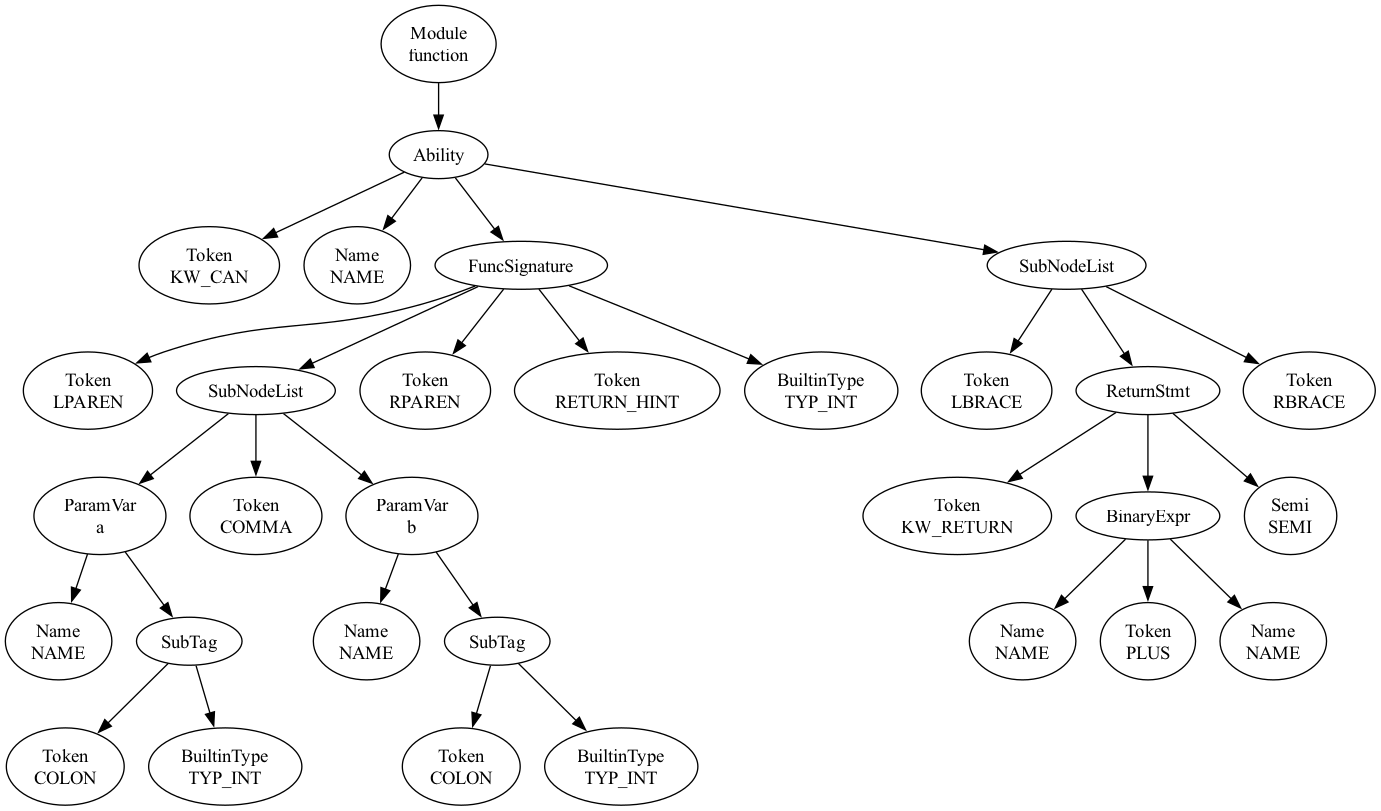 Module
function
Ability
Token
KW_CAN
Name
NAME
FuncSignature
SubNodeList
Token
LPAREN
SubNodeList
Token
RPAREN
Token
RETURN_HINT
BuiltinType
TYP_INT
Token
LBRACE
ReturnStmt
Token
RBRACE
ParamVar
a
Token
COMMA
ParamVar
b
Token
KW_RETURN
BinaryExpr
Semi
SEMI
Name
NAME
SubTag
Name
NAME
SubTag
Name
NAME
Token
PLUS
Name
NAME
Token
COLON
BuiltinType
TYP_INT
Token
COLON
BuiltinType
TYP_INT